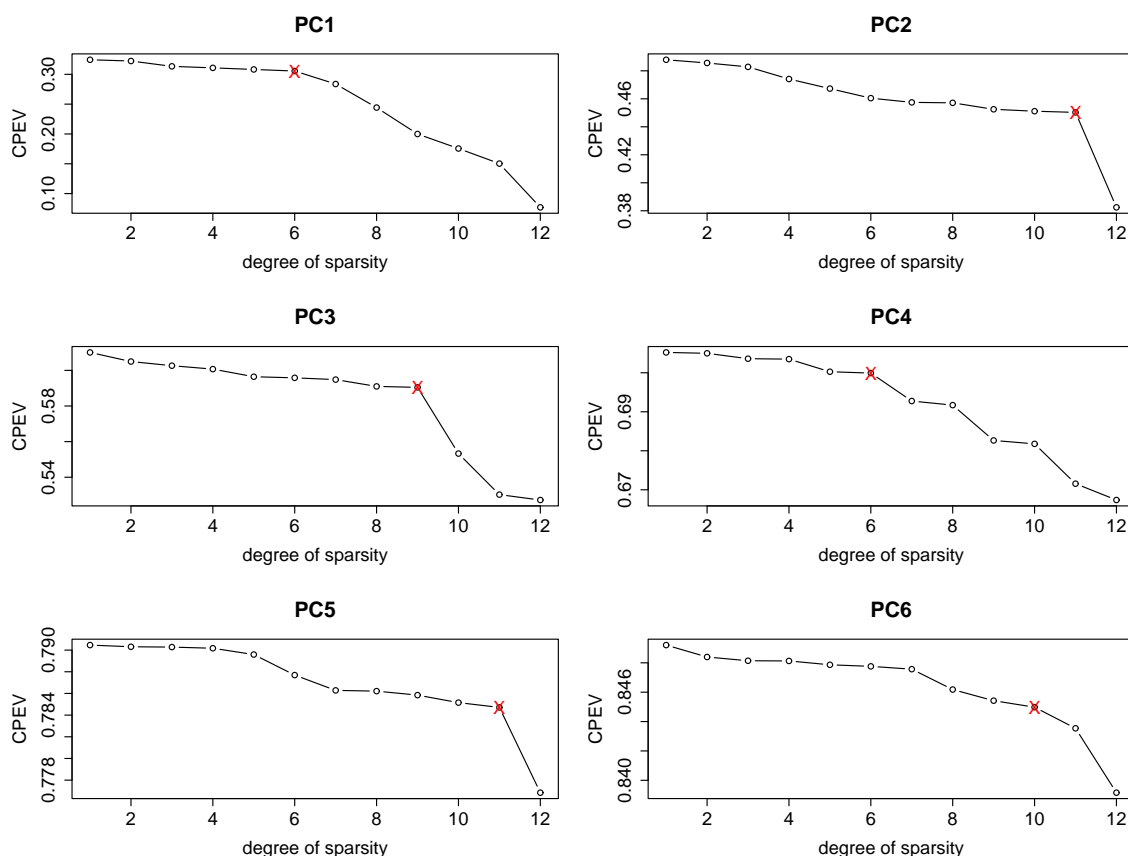 PC1
CPEV
0.30
0.20
0.10
2 4 6 8 10 12
degree of sparsity
PC2
CPEV
0.46
0.42
0.38
2 4 6 8 10 12
degree of sparsity
PC3
CPEV
0.58
0.54
2 4 6 8 10 12
degree of sparsity
PC4
CPEV
0.69
0.67
2 4 6 8 10 12
degree of sparsity
PC5
CPEV
0.790
0.784
0.778
2 4 6 8 10 12
degree of sparsity
PC6
CPEV
0.846
0.840
2 4 6 8 10 12
degree of sparsity